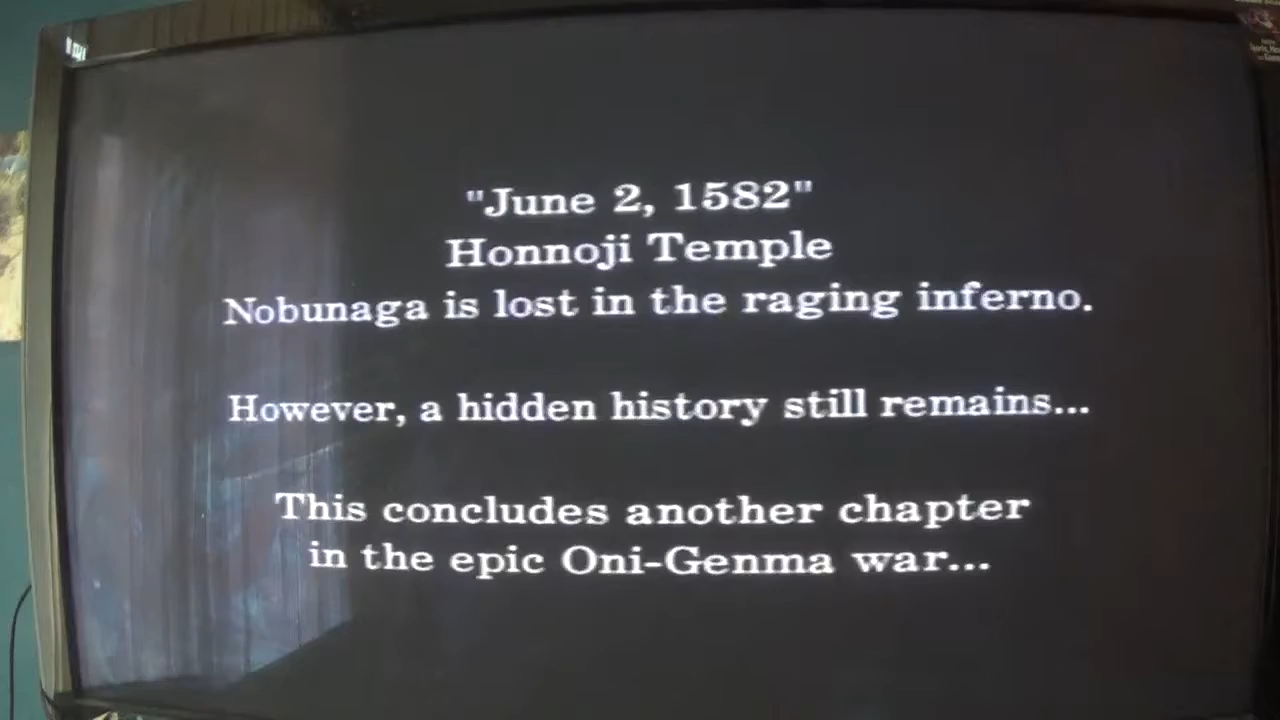 "June 2, 1582"
Honnoji Temple
Nobunaga is lost in the raging inferno.
However, a hidden history still remains...
This concludes another chapter
in the epic Oni-Genma war...